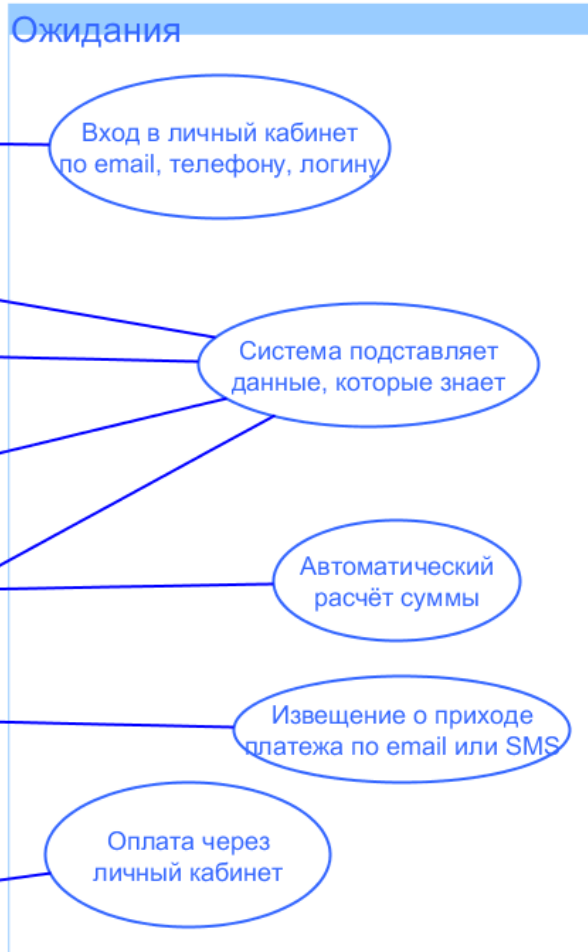 Ожидания
Вход в личный кабинет
по email, телефону, логину
Система подставляет
данные, которые знает
Автоматический
расчёт суммы
Извещение о приходе
платежа по email или SMS
Оплата через
личный кабинет